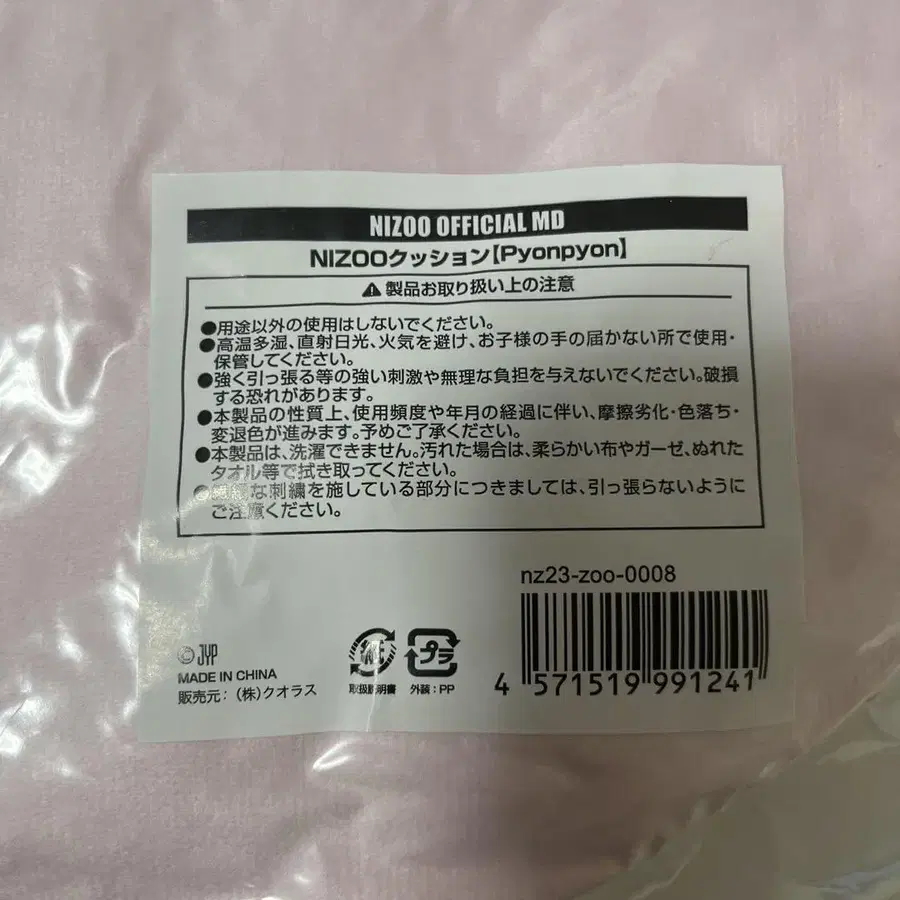 NIZOO OFFICIAL MD
NIZOOクッション【Pyonpyon】
⚠ 製品お取り扱い上の注意
●用途以外の使用はしないでください。
●高温多湿、直射日光、火気を避け、お子様の手の届かない所で使用・
保管してください。
●強く引っ張る等の強い刺激や無理な負担を与えないでください。破損
する恐れがあります。
●本製品の性質上、使用頻度や年月の経過に伴い、摩擦劣化・色落ち・
変退色が進みます。予めご了承ください。
●本製品は、洗濯できません。汚れた場合は、柔らかい布やガーゼ、ぬれた
タオル等で拭き取ってください。
●繊細な刺繍を施している部分につきましては、引っ張らないように
ご注意ください。
nz23-zoo-0008
© JYP
MADE IN CHINA
販売元：（株）クオラス
紙
取扱説明書
プラ
外装：PP
4 571519 991241